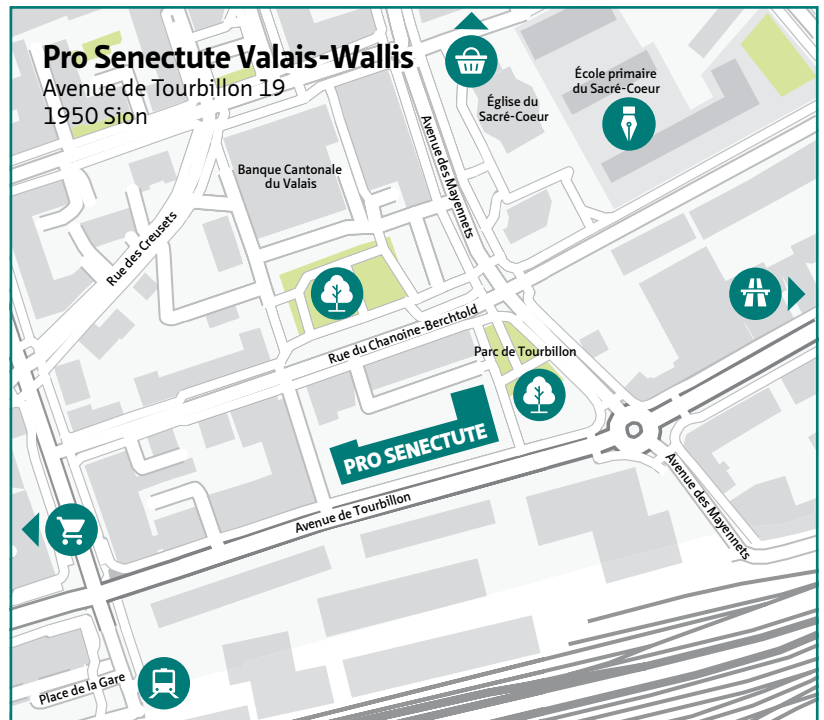 Pro Senectute Valais-Wallis
Avenue de Tourbillon 19
1950 Sion
École primaire
du Sacré-Coeur
Église du
Sacré-Coeur
Avenue des Mayennets
Banque Cantonale
du Valais
Rue des Creusets
Rue du Chanoine-Berchtold
Parc de Tourbillon
PRO SENECTUTE
Avenue de Tourbillon
Avenue des Mayennets
Place de la Gare